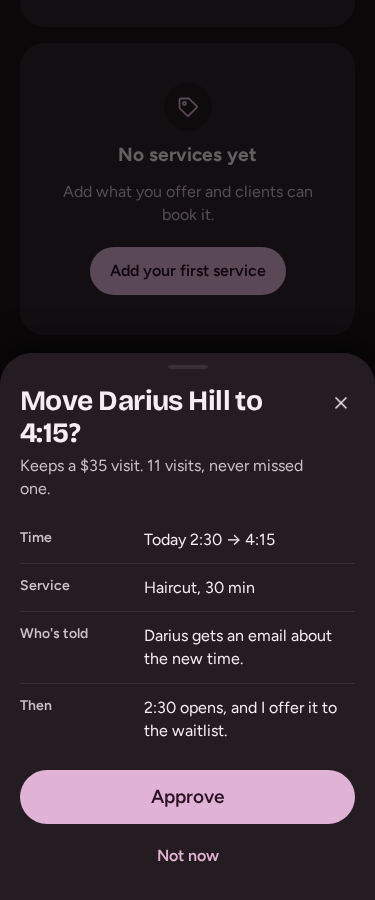 No services yet
Add what you offer and clients can
book it.
Add your first service
Move Darius Hill to
4:15?
Keeps a $35 visit. 11 visits, never missed
one.
Time
Today 2:30 → 4:15
Service
Haircut, 30 min
Who's told
Darius gets an email about
the new time.
Then
2:30 opens, and I offer it to
the waitlist.
Approve
Not now